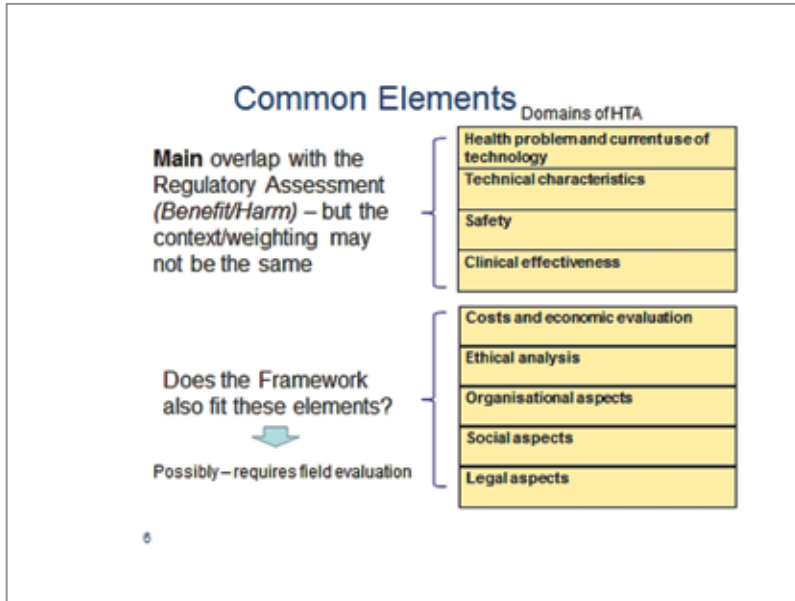 Common Elements
Domains of HTA
Main overlap with the
Regulatory Assessment
(Benefit/Harm) – but the
context/weighting may
not be the same
Health problem and current use of
technology
Technical characteristics
Safety
Clinical effectiveness
Does the Framework
also fit these elements?
Possibly – requires field evaluation
Costs and economic evaluation
Ethical analysis
Organisational aspects
Social aspects
Legal aspects
6